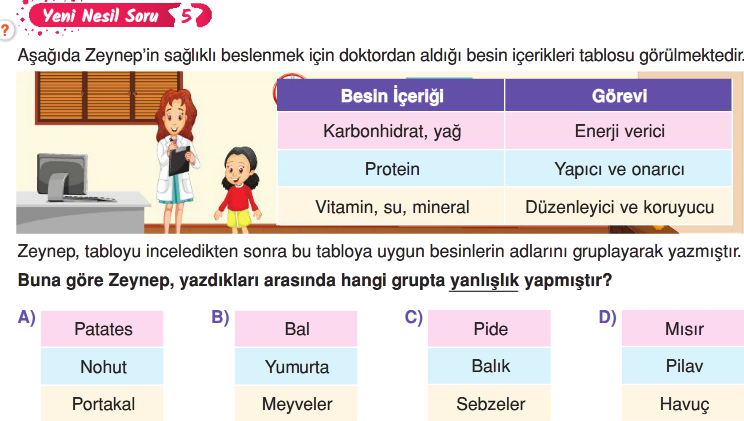 Yeni Nesil Soru 5
?
Aşağıda Zeynep'in sağlıklı beslenmek için doktordan aldığı besin içerikleri tablosu görülmektedir.
Besin İçeriği Görevi
Karbonhidrat, yağ Enerji verici
Protein Yapıcı ve onarıcı
Vitamin, su, mineral Düzenleyici ve koruyucu
Zeynep, tabloyu inceledikten sonra bu tabloya uygun besinlerin adlarını gruplayarak yazmıştır.
Buna göre Zeynep, yazdıkları arasında hangi grupta yanlışlık yapmıştır?
A) Patates
Nohut
Portakal
B) Bal
Yumurta
Meyveler
C) Pide
Balık
Sebzeler
D) Mısır
Pilav
Havuç